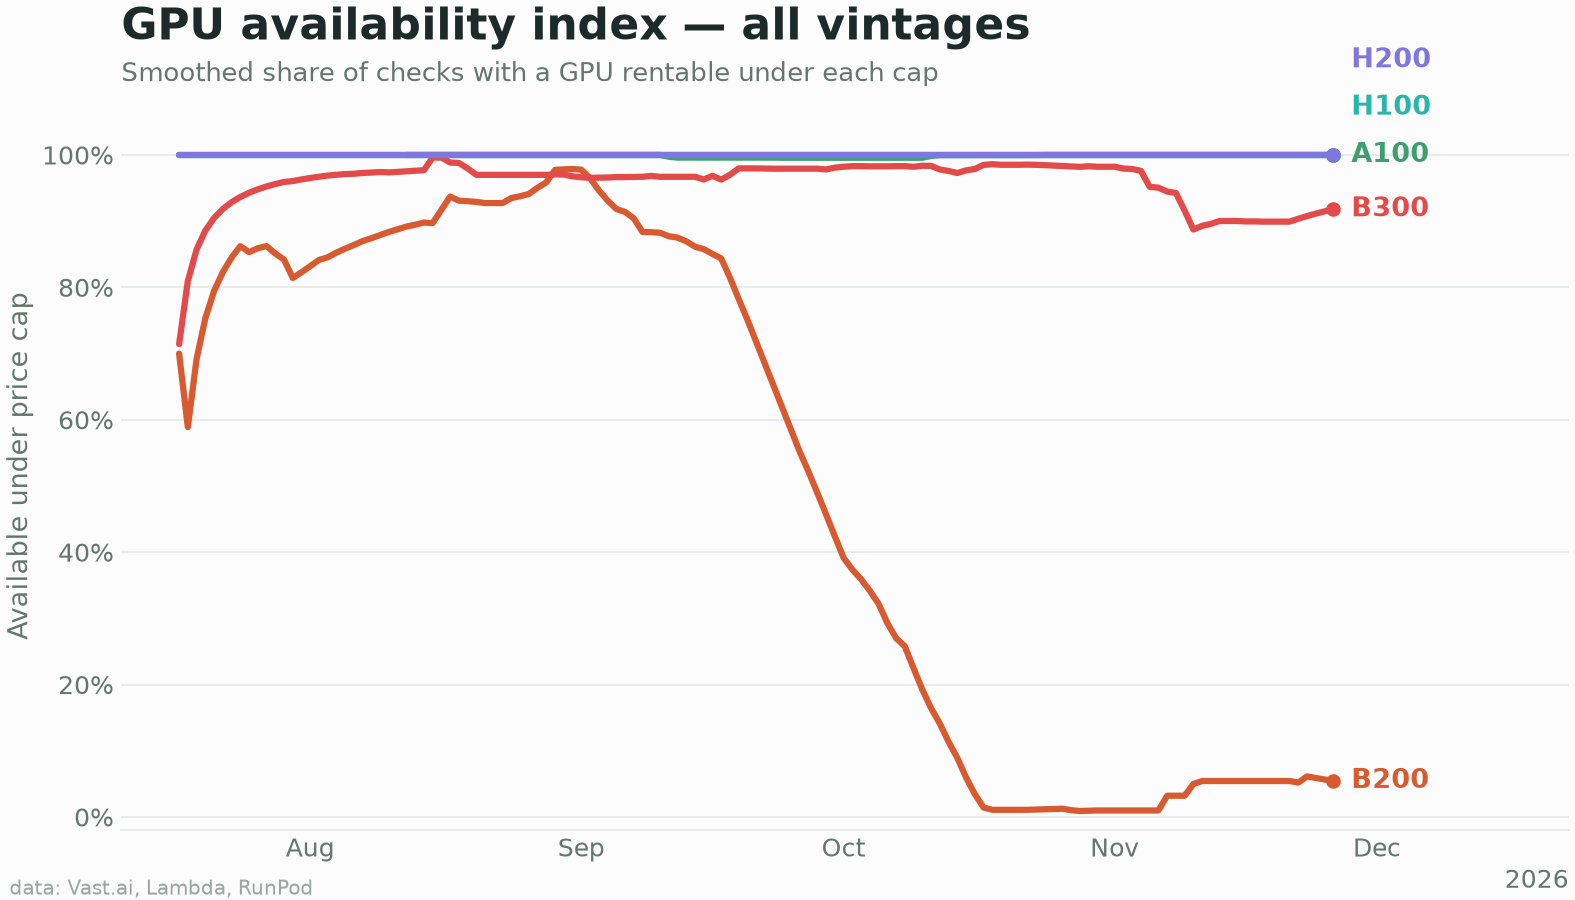 GPU availability index — all vintages
Smoothed share of checks with a GPU rentable under each cap
H200
H100
A100
B300
B200
Available under price cap
100%
80%
60%
40%
20%
0%
Aug
Sep
Oct
Nov
Dec
2026
data: Vast.ai, Lambda, RunPod